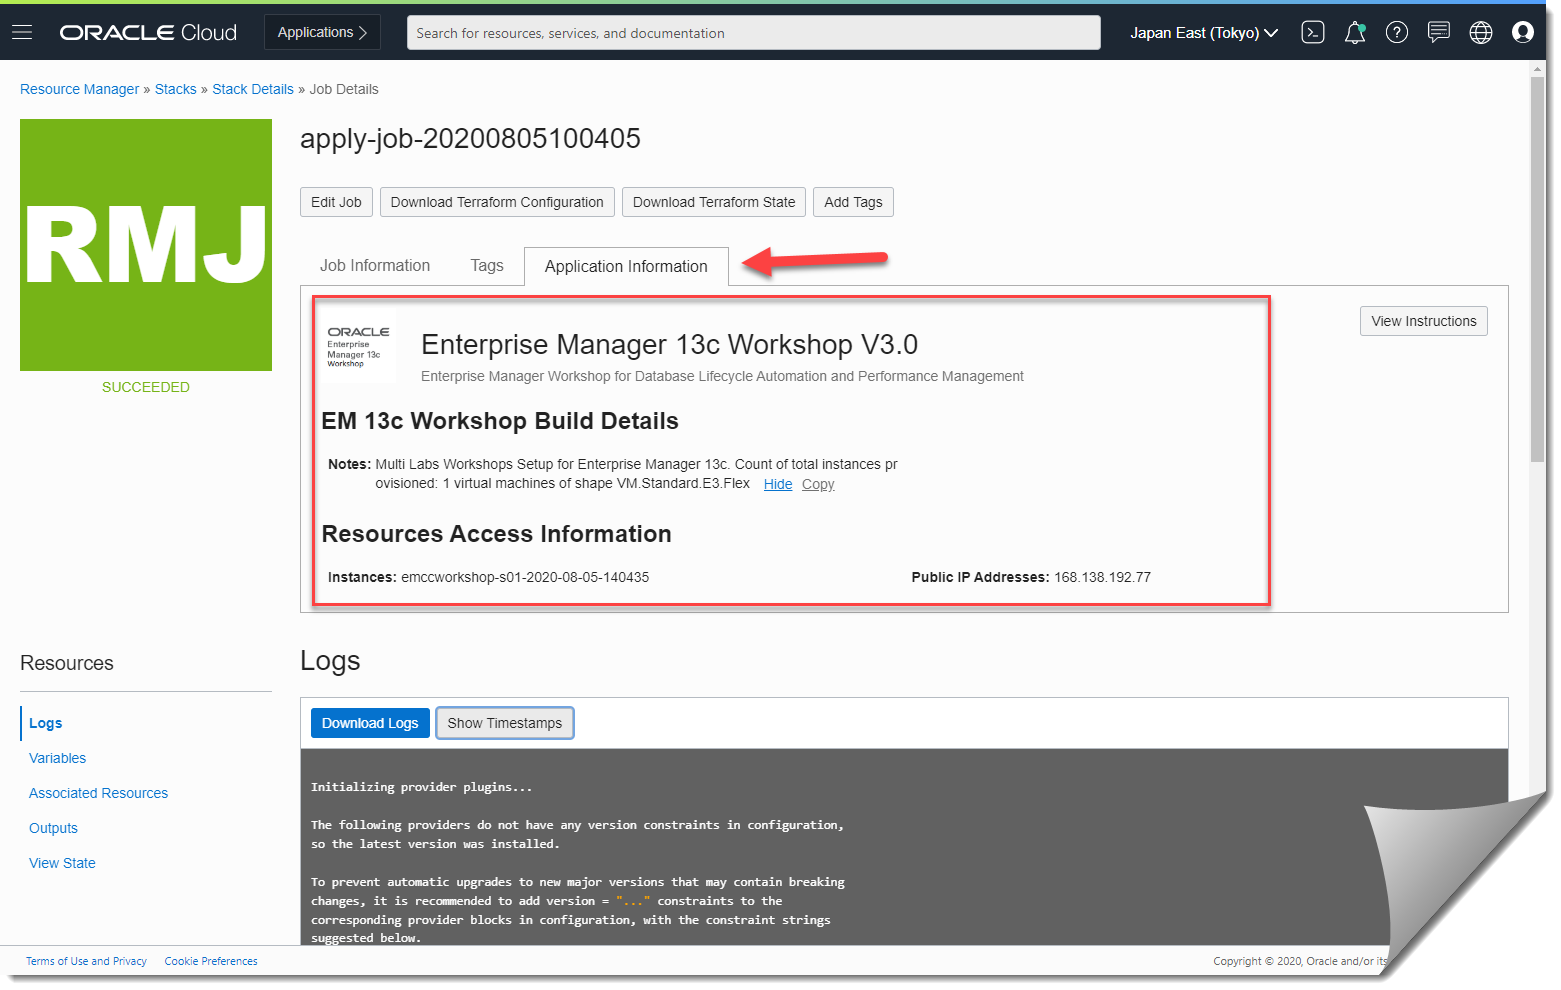 ORACLE Cloud
Applications
Search for resources, services, and documentation
Japan East (Tokyo)
Resource Manager » Stacks » Stack Details » Job Details
RMJ
SUCCEEDED
apply-job-20200805100405
Edit Job
Download Terraform Configuration
Download Terraform State
Add Tags
Job Information
Tags
Application Information
View Instructions
ORACLE
Enterprise
Manager 13c
Workshop
Enterprise Manager 13c Workshop V3.0
Enterprise Manager Workshop for Database Lifecycle Automation and Performance Management
EM 13c Workshop Build Details
Notes: Multi Labs Workshops Setup for Enterprise Manager 13c. Count of total instances pr
ovisioned: 1 virtual machines of shape VM.Standard.E3.Flex Hide Copy
Resources Access Information
Instances: emccworkshop-s01-2020-08-05-140435
Public IP Addresses: 168.138.192.77
Resources
Logs
Variables
Associated Resources
Outputs
View State
Logs
Download Logs
Show Timestamps
Initializing provider plugins...
The following providers do not have any version constraints in configuration,
so the latest version was installed.
To prevent automatic upgrades to new major versions that may contain breaking
changes, it is recommended to add version = "..." constraints to the
corresponding provider blocks in configuration, with the constraint strings
suggested below.
Terms of Use and Privacy
Cookie Preferences
Copyright © 2020, Oracle and/or its